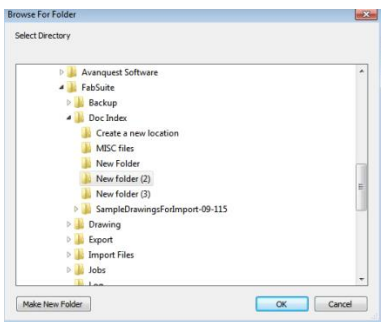 Browse For Folder
Select Directory
Avanquest Software
FabSuite
Backup
Doc Index
Create a new location
MISC files
New Folder
New folder (2)
New folder (3)
SampleDrawingsForImport-09-115
Drawing
Export
Import Files
Jobs
Make New Folder
OK
Cancel